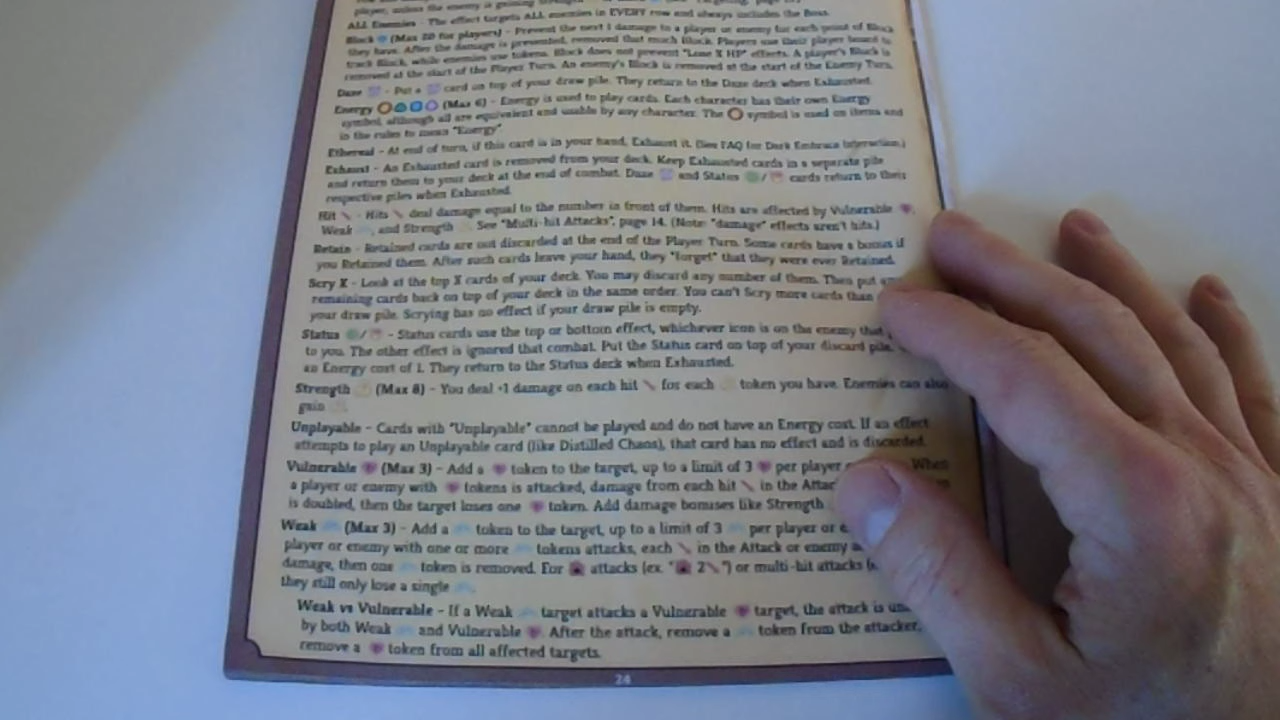 player, unless the enemy is gaining Strength
ALL Enemies - The effect targets ALL enemies in EVERY row and always includes the Boss.
Block (Max 20 for players) - Prevent the next 1 damage to a player or enemy for each point of Block
they have. After the damage is prevented, removed that much Block. Players use their player board to
track Block, while enemies use tokens. Block does not prevent "Lose X HP" effects. A player's Block is
removed at the start of the Player Turn. An enemy's Block is removed at the start of the Enemy Turn.
Daze - Put a card on top of your draw pile. They return to the Daze deck when Exhausted.
Energy (Max 6) - Energy is used to play cards. Each character has their own Energy
symbol, although all are equivalent and usable by any character. The symbol is used on items and
in the rules to mean "Energy".
Ethereal - At end of turn, if this card is in your hand, Exhaust it. (See FAQ for Dark Embrace interaction.)
Exhaust - An Exhausted card is removed from your deck. Keep Exhausted cards in a separate pile
and return them to your deck at the end of combat. Daze and Status / cards return to their
respective piles when Exhausted.
Hit - Hits deal damage equal to the number in front of them. Hits are affected by Vulnerable ,
Weak , and Strength . See "Multi-hit Attacks", page 14. (Note: "damage" effects aren't hits.)
Retain - Retained cards are not discarded at the end of the Player Turn. Some cards have a bonus if
you Retained them. After such cards leave your hand, they "forget" that they were ever Retained.
Scry X - Look at the top X cards of your deck. You may discard any number of them. Then put
remaining cards back on top of your deck in the same order. You can't Scry more cards than
your draw pile. Scrying has no effect if your draw pile is empty.
Status / - Status cards use the top or bottom effect, whichever icon is on the enemy that
to you. The other effect is ignored that combat. Put the Status card on top of your discard pile.
an Energy cost of 1. They return to the Status deck when Exhausted.
Strength (Max 8) - You deal +1 damage on each hit for each token you have. Enemies can also
gain .
Unplayable - Cards with "Unplayable" cannot be played and do not have an Energy cost. If an effect
attempts to play an Unplayable card (like Distilled Chaos), that card has no effect and is discarded.
Vulnerable (Max 3) - Add a token to the target, up to a limit of 3 per player When
a player or enemy with tokens is attacked, damage from each hit in the
is doubled, then the target loses one token. Add damage bonuses like Strength
Weak (Max 3) - Add a token to the target, up to a limit of 3 per player or
player or enemy with one or more tokens attacks, each in the Attack or enemy
damage, then one token is removed. For attacks (ex. " 2 ") or multi-hit attacks
they still only lose a single .
Weak vs Vulnerable - If a Weak target attacks a Vulnerable target, the attack is
by both Weak and Vulnerable . After the attack, remove a token from the attacker,
remove a token from all affected targets.
24